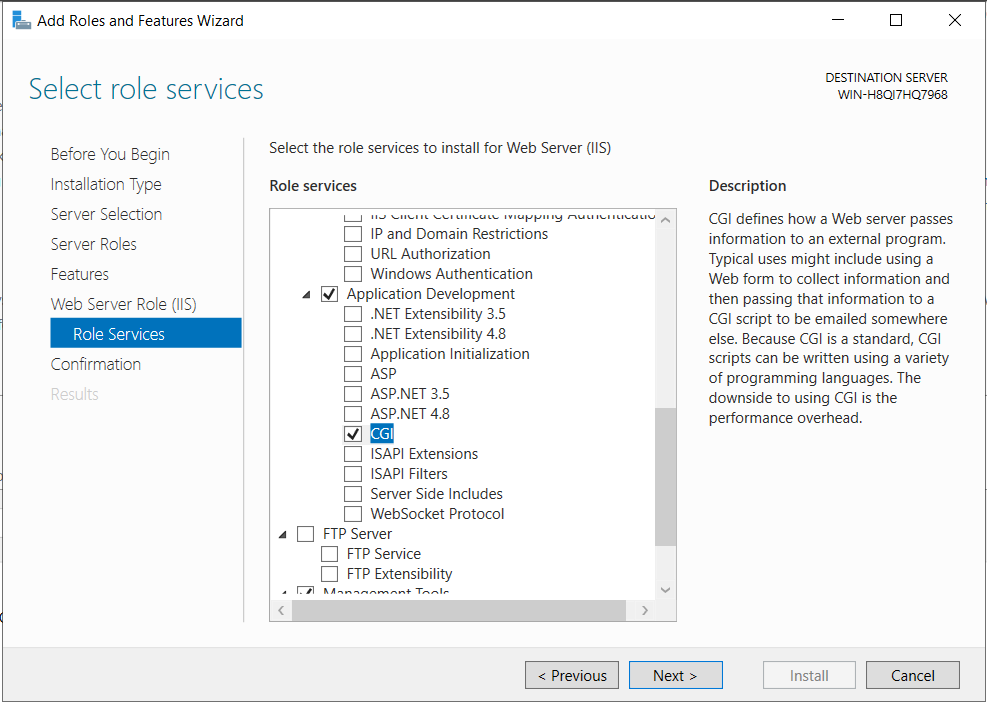 Add Roles and Features Wizard
Select role services
DESTINATION SERVER
WIN-H8QI7HQ7968
Before You Begin
Installation Type
Server Selection
Server Roles
Features
Web Server Role (IIS)
Role Services
Confirmation
Results
Select the role services to install for Web Server (IIS)
Role services
IIS Client Certificate Mapping Authenticatio
IP and Domain Restrictions
URL Authorization
Windows Authentication
Application Development
.NET Extensibility 3.5
.NET Extensibility 4.8
Application Initialization
ASP
ASP.NET 3.5
ASP.NET 4.8
CGI
ISAPI Extensions
ISAPI Filters
Server Side Includes
WebSocket Protocol
FTP Server
FTP Service
FTP Extensibility
Management Tools
Description
CGI defines how a Web server passes
information to an external program.
Typical uses might include using a
Web form to collect information and
then passing that information to a
CGI script to be emailed somewhere
else. Because CGI is a standard, CGI
scripts can be written using a variety
of programming languages. The
downside to using CGI is the
performance overhead.
< Previous
Next >
Install
Cancel